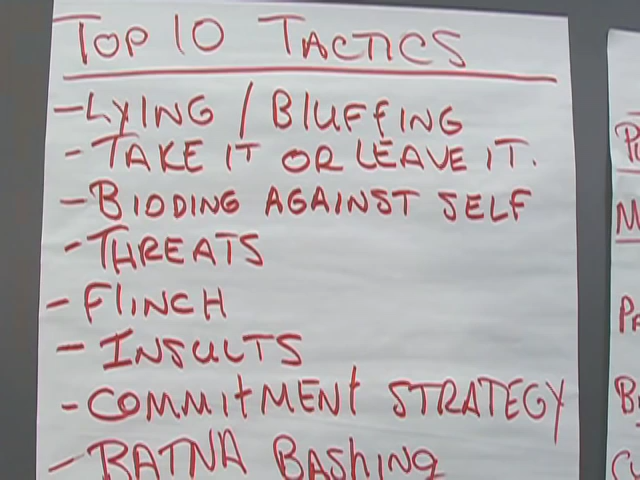 TOP 10 TACTICS
- LYING / BLUFFING
- TAKE IT OR LEAVE IT.
- BIDDING AGAINST SELF
- THREATS
- FLINCH
- INSULTS
- COMMITMENT STRATEGY
- BATNA BASHING